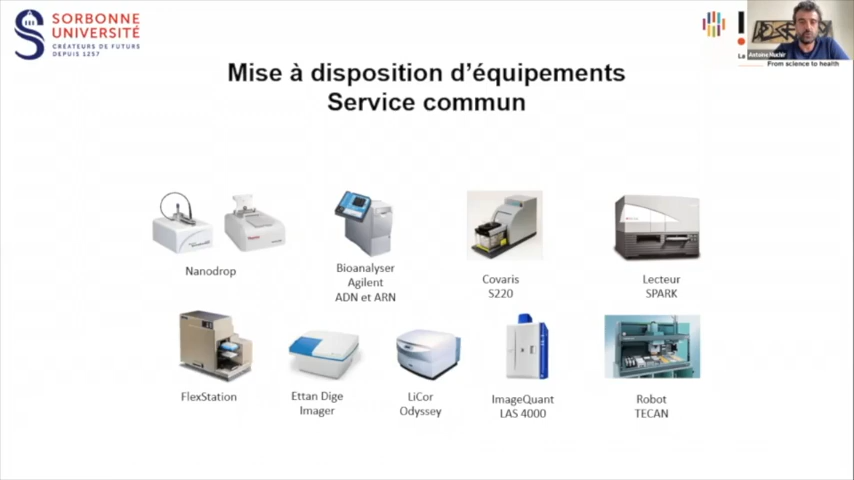 SORBONNE
UNIVERSITÉ
CRÉATEURS DE FUTURS
DEPUIS 1257
From science to health
Mise à disposition d'équipements
Service commun
Nanodrop
Bioanalyser
Agilent
ADN et ARN
Covaris
S220
Lecteur
SPARK
FlexStation
Ettan Dige
Imager
LiCor
Odyssey
ImageQuant
LAS 4000
Robot
TECAN